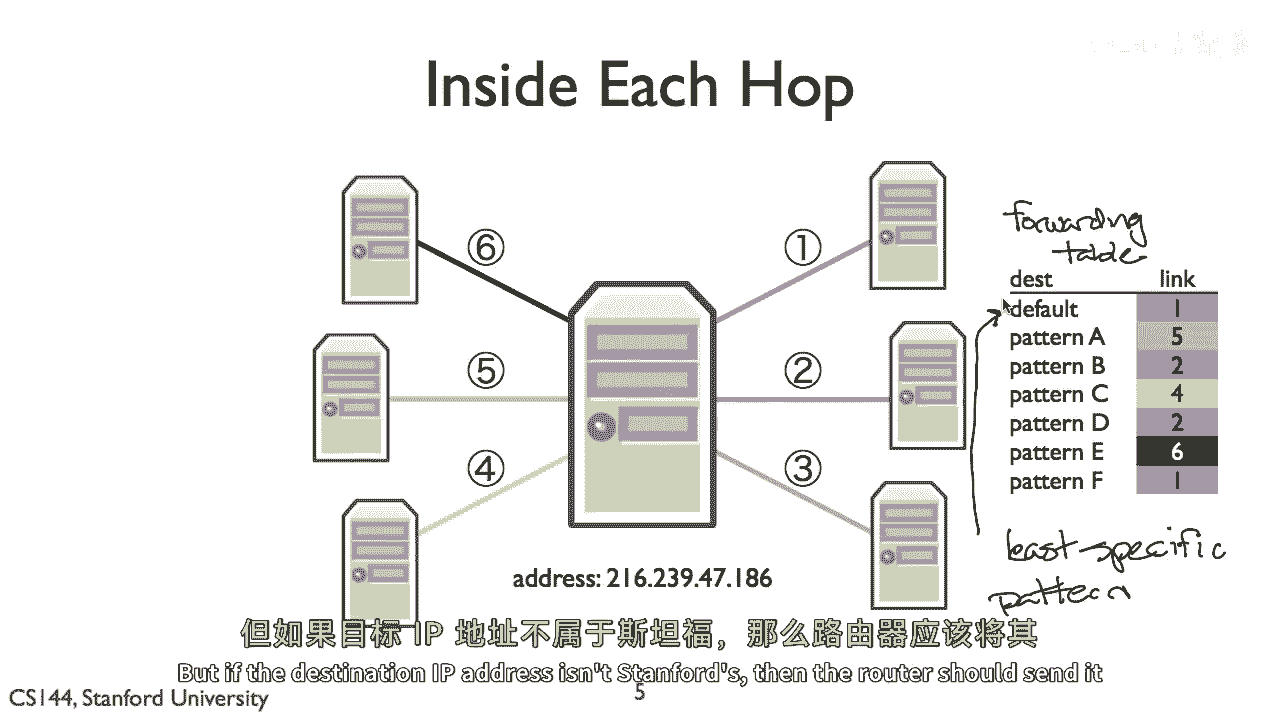 Inside Each Hop
⑥
①
⑤
②
④
③
forwarding
table
dest link
default 1
pattern A 5
pattern B 2
pattern C 4
pattern D 2
pattern E 6
pattern F 1
least specific
pattern
address: 216.239.47.186
但如果目标 IP 地址不属于斯坦福，那么路由器应该将其
But if the destination IP address isn't Stanford's, then the router should send it
CS144, Stanford University
5